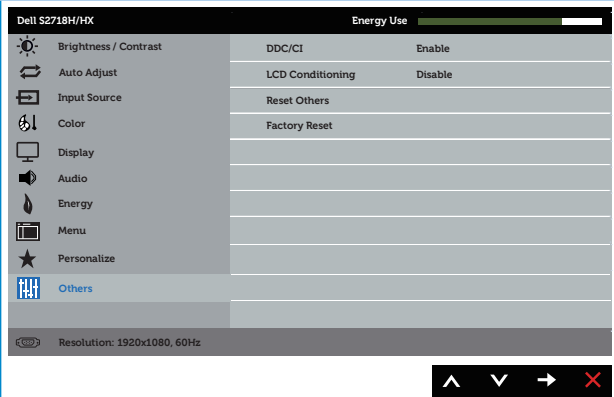 Dell S2718H/HX Energy Use
Brightness / Contrast DDC/CI Enable
Auto Adjust LCD Conditioning Disable
Input Source Reset Others
Color Factory Reset
Display
Audio
Energy
Menu
Personalize
Others
Resolution: 1920x1080, 60Hz